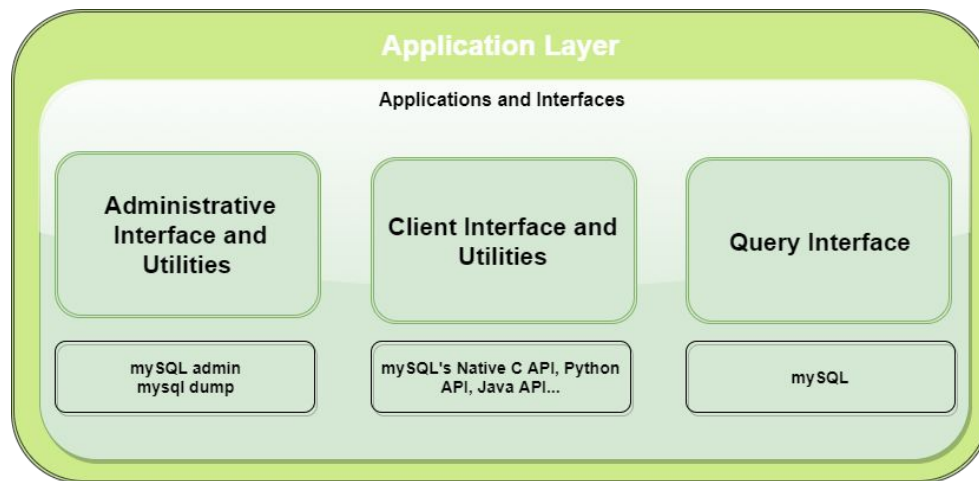 Application Layer
Applications and Interfaces
Administrative
Interface and
Utilities
Client Interface and
Utilities
Query Interface
mySQL admin
mysql dump
mySQL's Native C API, Python
API, Java API...
mySQL